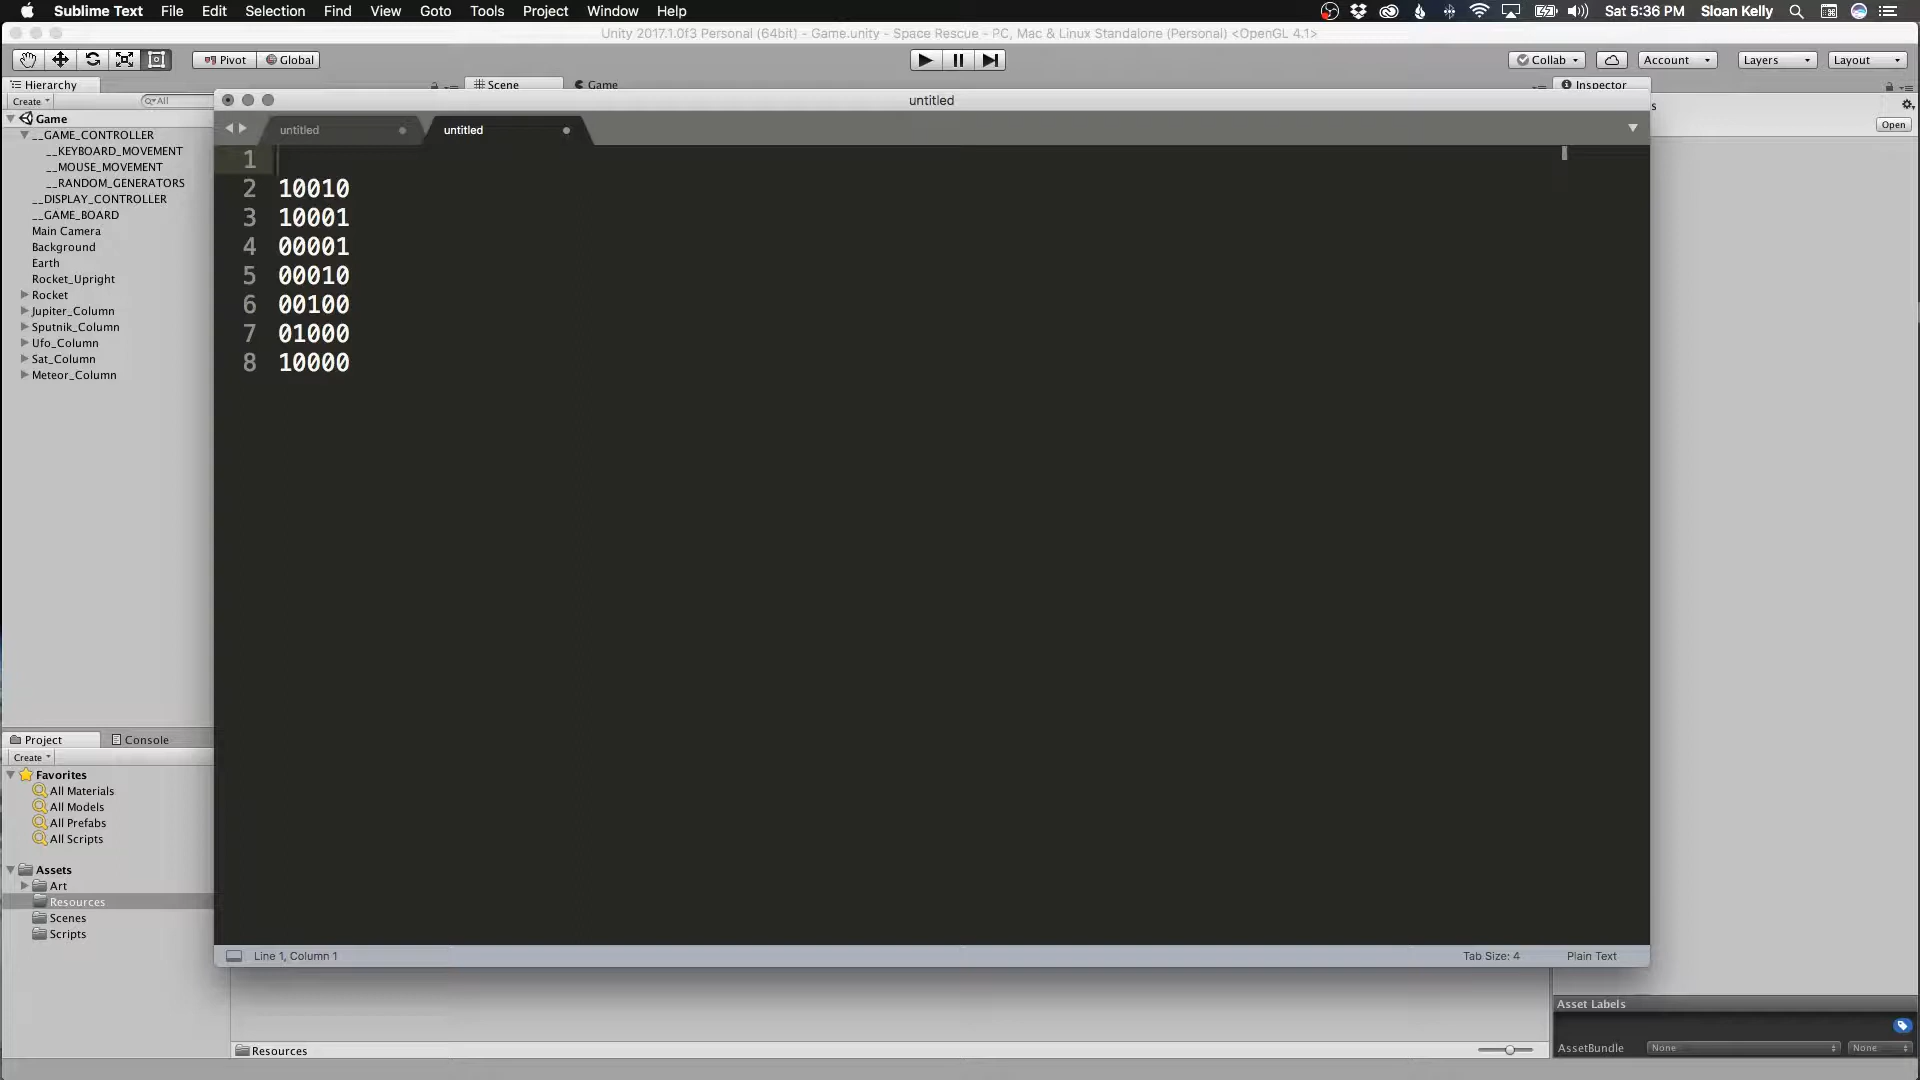 Sublime Text File Edit Selection Find View Goto Tools Project Window Help Sat 5:36 PM Sloan Kelly
Unity 2017.1.0f3 Personal (64bit) - Game.unity - Space Rescue - PC, Mac & Linux Standalone (Personal) <OpenGL 4.1>
Pivot Global Collab Account Layers Layout
Hierarchy Scene Game Inspector
Create All
untitled
s
Open
untitled untitled
Game
__GAME_CONTROLLER
__KEYBOARD_MOVEMENT
__MOUSE_MOVEMENT
__RANDOM_GENERATORS
__DISPLAY_CONTROLLER
__GAME_BOARD
Main Camera
Background
Earth
Rocket_Upright
Rocket
Jupiter_Column
Sputnik_Column
Ufo_Column
Sat_Column
Meteor_Column
1
2 10010
3 10001
4 00001
5 00010
6 00100
7 01000
8 10000
Line 1, Column 1 Tab Size: 4 Plain Text
Project Console
Create
Favorites
All Materials
All Models
All Prefabs
All Scripts
Assets
Art
Resources
Scenes
Scripts
Resources
Asset Labels
AssetBundle None None